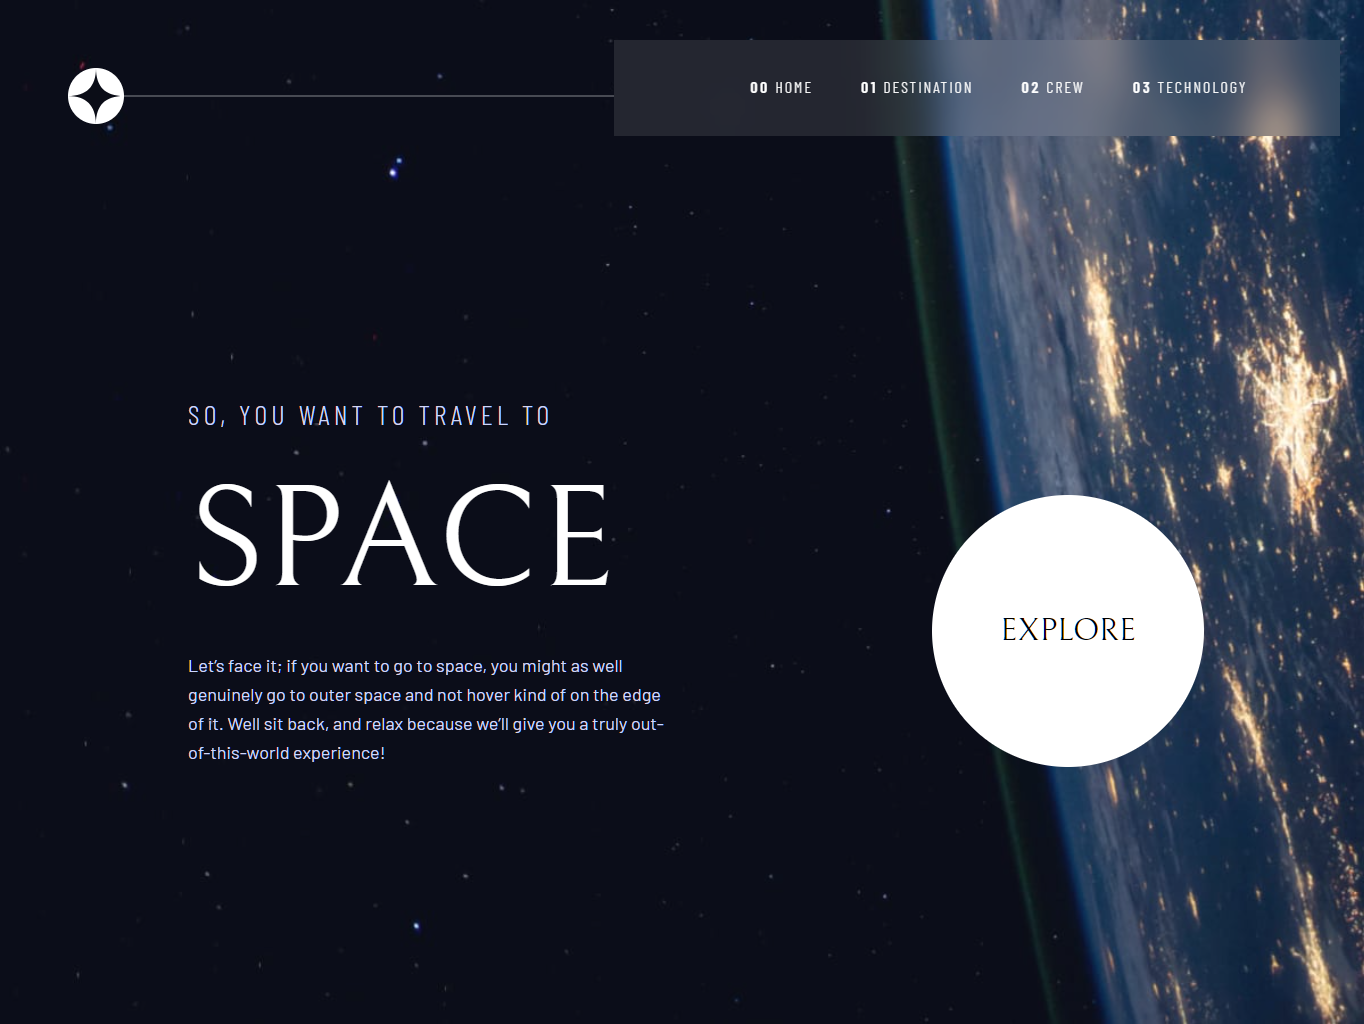 00 HOME 01 DESTINATION 02 CREW 03 TECHNOLOGY
SO, YOU WANT TO TRAVEL TO
SPACE
Let’s face it; if you want to go to space, you might as well
genuinely go to outer space and not hover kind of on the edge
of it. Well sit back, and relax because we’ll give you a truly out-
of-this-world experience!
EXPLORE